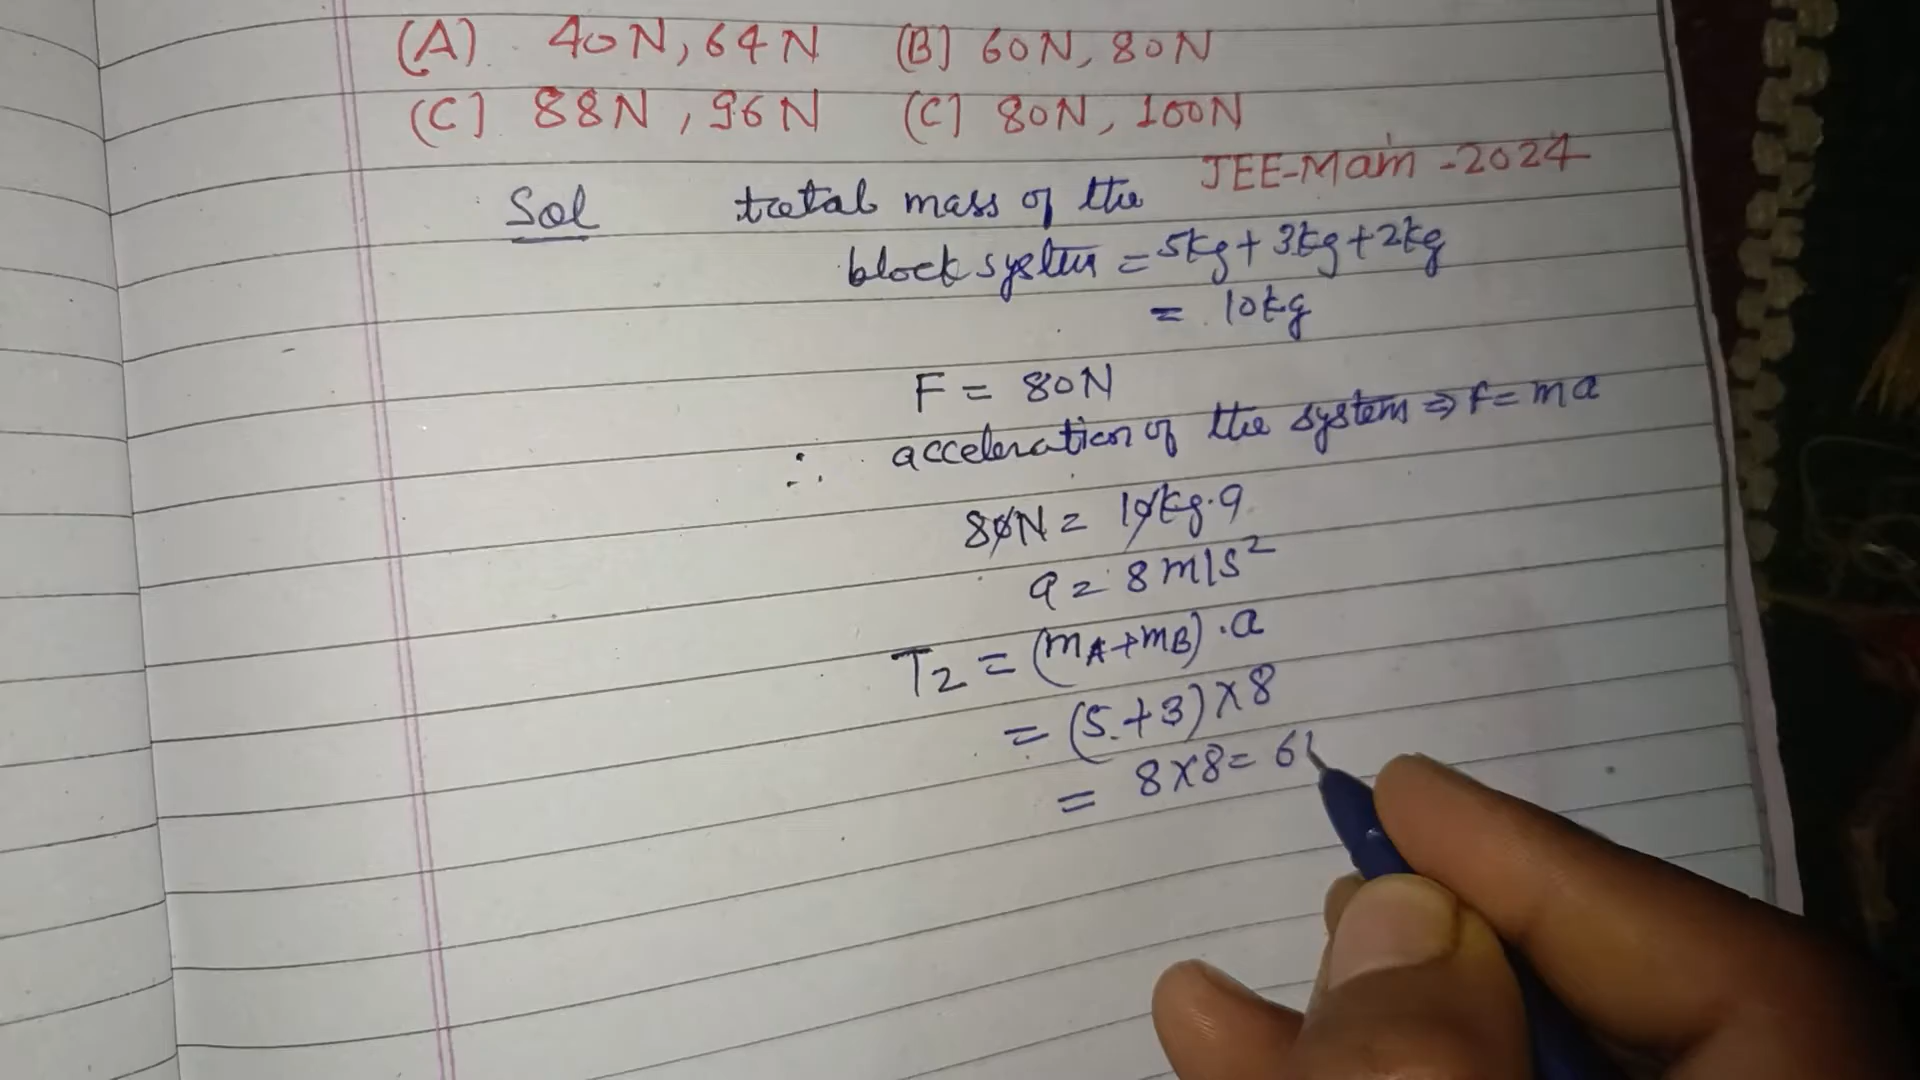 (A) 40N, 64N (B) 60N, 80N
(C) 88N, 96N (C) 80N, 100N
JEE-Main - 2024
Sol total mass of the
block system = 5kg + 3kg + 2kg
= 10kg
F = 80N
∴ acceleration of the system ⇒ f = ma
80N = 10kg.a
a = 8 m/s²
T2 = (mA + mB).a
= (5 + 3) × 8
= 8 × 8 = 6